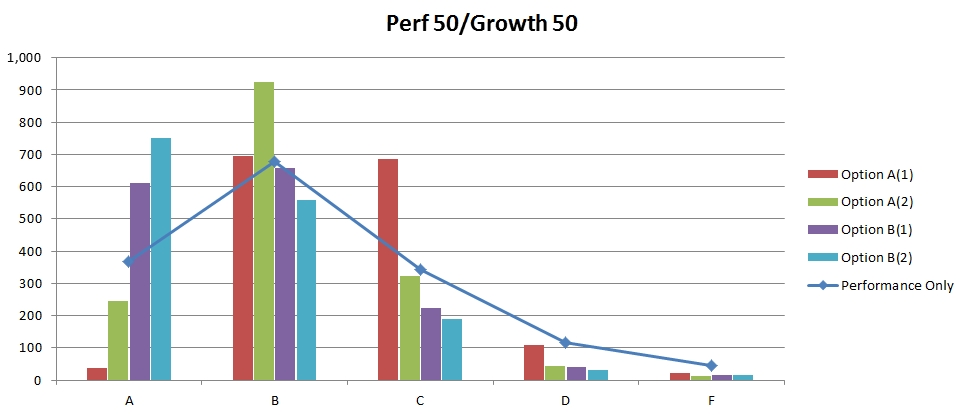 Perf 50/Growth 50
1,000
900
800
700
600
500
400
300
200
100
0
A B C D F
Option A(1)
Option A(2)
Option B(1)
Option B(2)
Performance Only